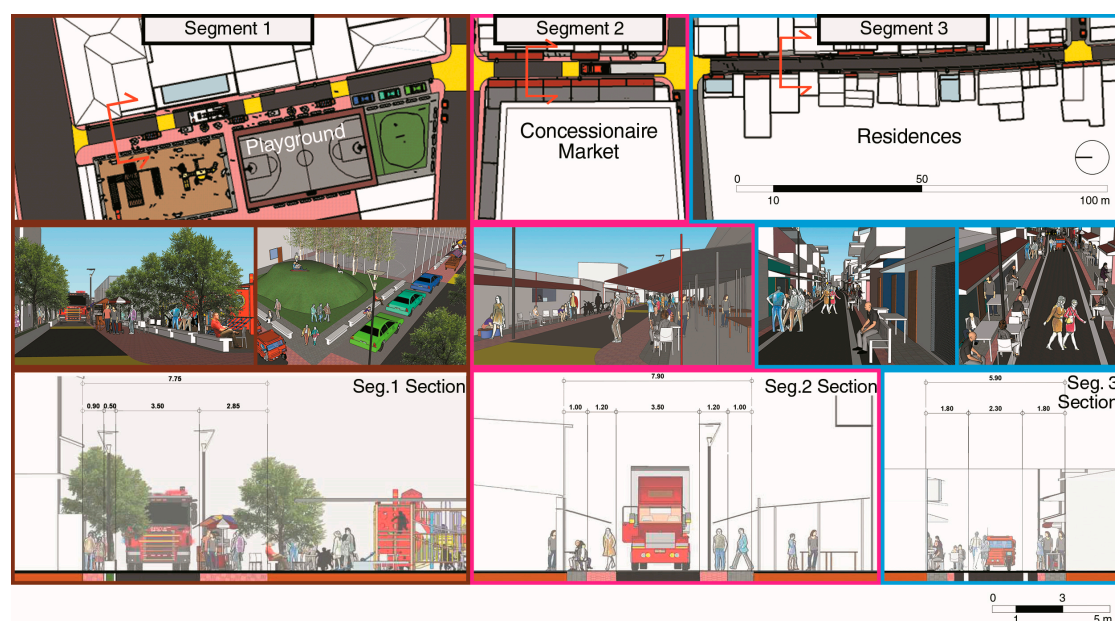 Segment 1
Segment 2
Segment 3
Playground
Concessionaire
Market
Residences
0
50
10
100 m
Seg.1 Section
7.75
0.90
0.50
3.50
2.85
Seg.2 Section
7.90
1.00
1.20
3.50
1.20
1.00
Seg. 3
Section
5.90
1.80
2.30
1.80
0
3
1
5 m